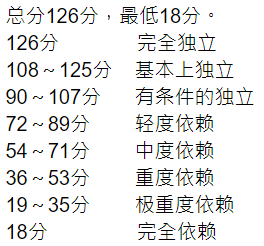 总分126分，最低18分。
126分 完全独立
108～125分 基本上独立
90～107分 有条件的独立
72～89分 轻度依赖
54～71分 中度依赖
36～53分 重度依赖
19～35分 极重度依赖
18分 完全依赖